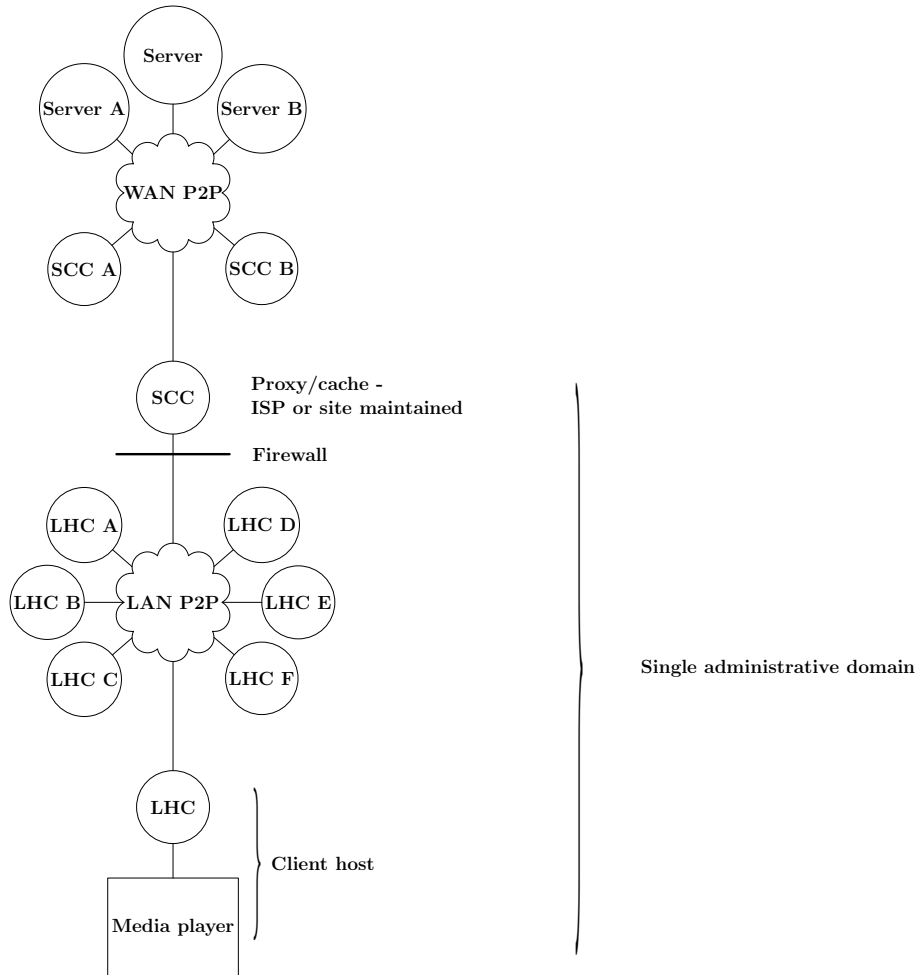 Server
Server A
Server B
WAN P2P
SCC A
SCC B
SCC
Proxy/cache -
ISP or site maintained
Firewall
LHC A
LHC D
LHC B
LAN P2P
LHC E
LHC C
LHC F
Single administrative domain
LHC
Client host
Media player